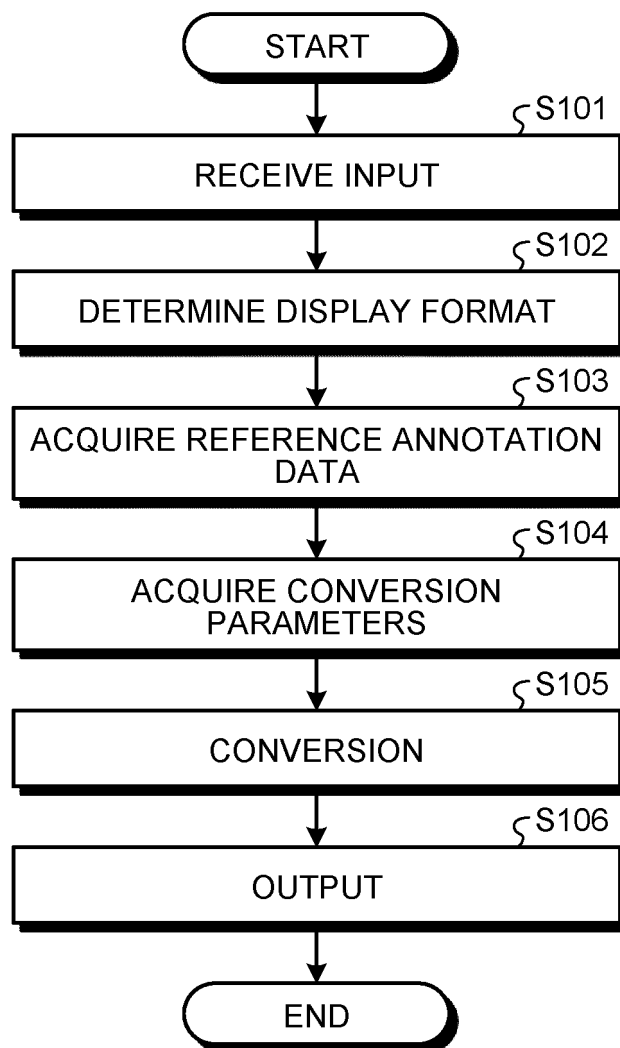 START
S101
RECEIVE INPUT
S102
DETERMINE DISPLAY FORMAT
S103
ACQUIRE REFERENCE ANNOTATION
DATA
S104
ACQUIRE CONVERSION
PARAMETERS
S105
CONVERSION
S106
OUTPUT
END